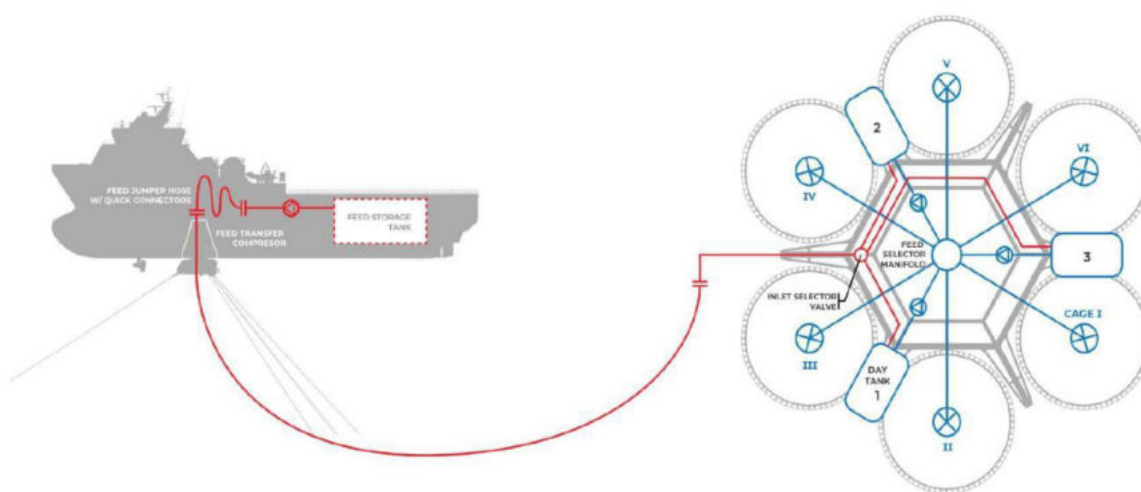 FEED JUMPER HOSE
W/ QUICK CONNECTORS
FEED TRANSFER
COMPRESOR
FEED STORAGE
TANK
V
2
IV
VI
FEED
SELECTOR
MANIFOLD
3
INLET SELECTOR
VALVE
III
CAGE I
DAY
TANK
1
II